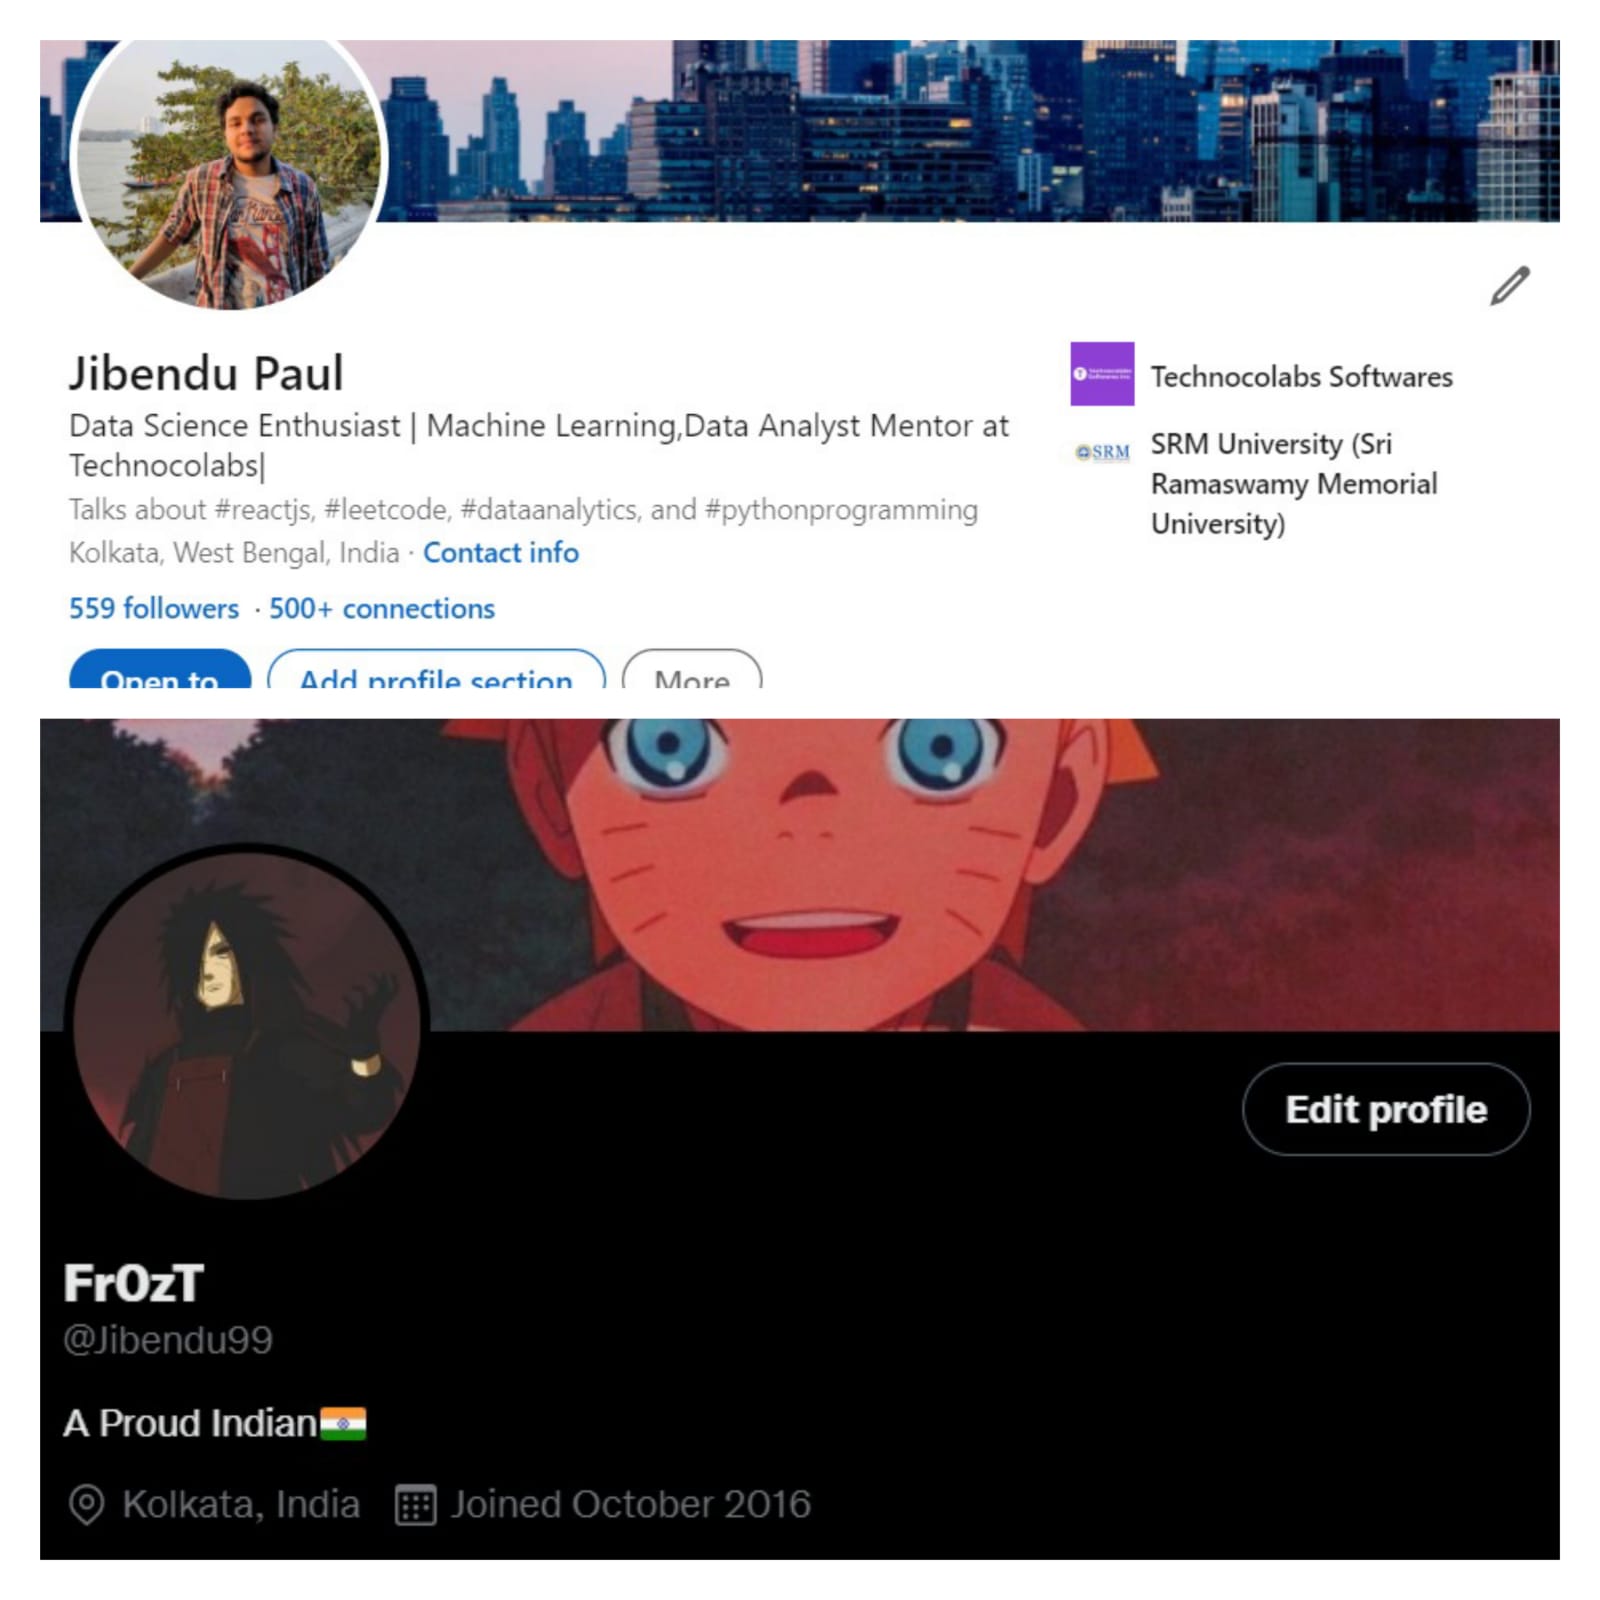 Jibendu Paul
Data Science Enthusiast | Machine Learning,Data Analyst Mentor at
Technocolabs|
Talks about #reactjs, #leetcode, #dataanalytics, and #pythonprogramming
Kolkata, West Bengal, India · Contact info
559 followers · 500+ connections
Open to
Add profile section
More
Technocolabs Softwares
SRM
SRM University (Sri
Ramaswamy Memorial
University)
Edit profile
Fr0zT
@Jibendu99
A Proud Indian🇮🇳
Kolkata, India
Joined October 2016